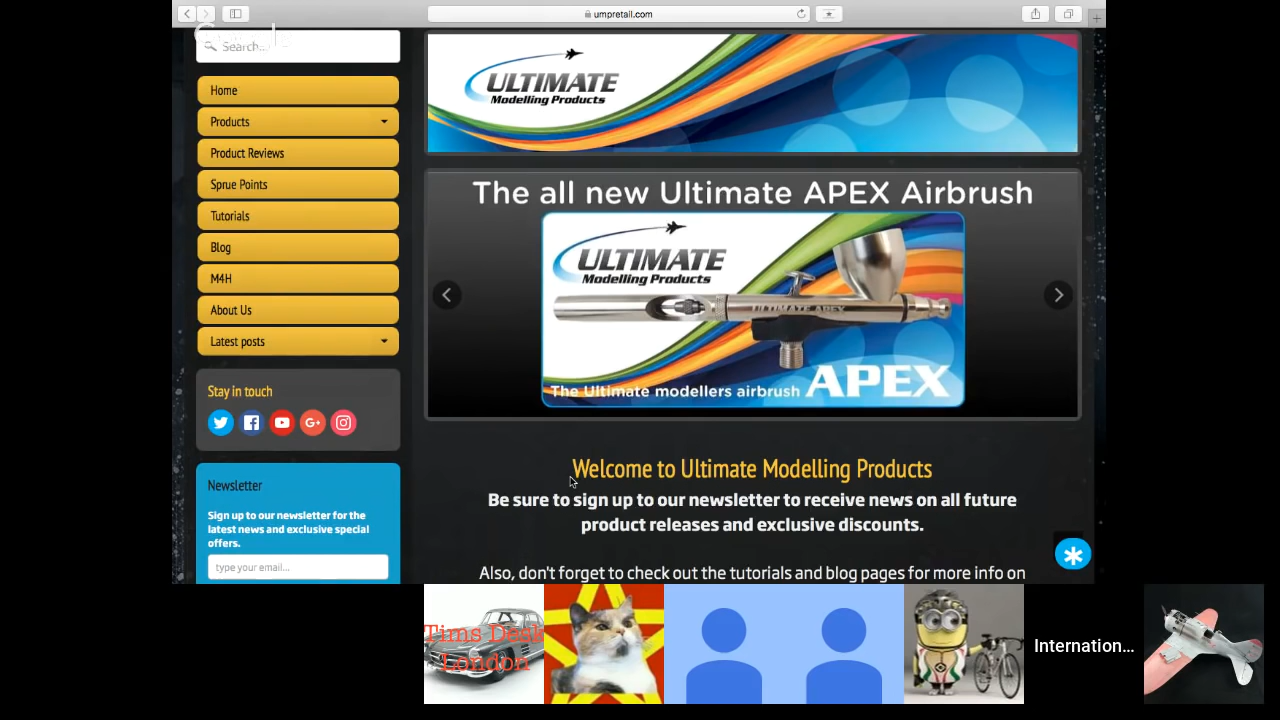 umpretail.com
Search...
Home
Products
Product Reviews
Sprue Points
Tutorials
Blog
M4H
About Us
Latest posts
Stay in touch
Newsletter
Sign up to our newsletter for the
latest news and exclusive special
offers.
type your email...
ULTIMATE
Modelling Products
The all new Ultimate APEX Airbrush
ULTIMATE
Modelling Products
ULTIMATE APEX
The Ultimate modellers airbrush APEX
Welcome to Ultimate Modelling Products
Be sure to sign up to our newsletter to receive news on all future
product releases and exclusive discounts.
Also, don't forget to check out the tutorials and blog pages for more info on
Tims Desk
London
Internation...